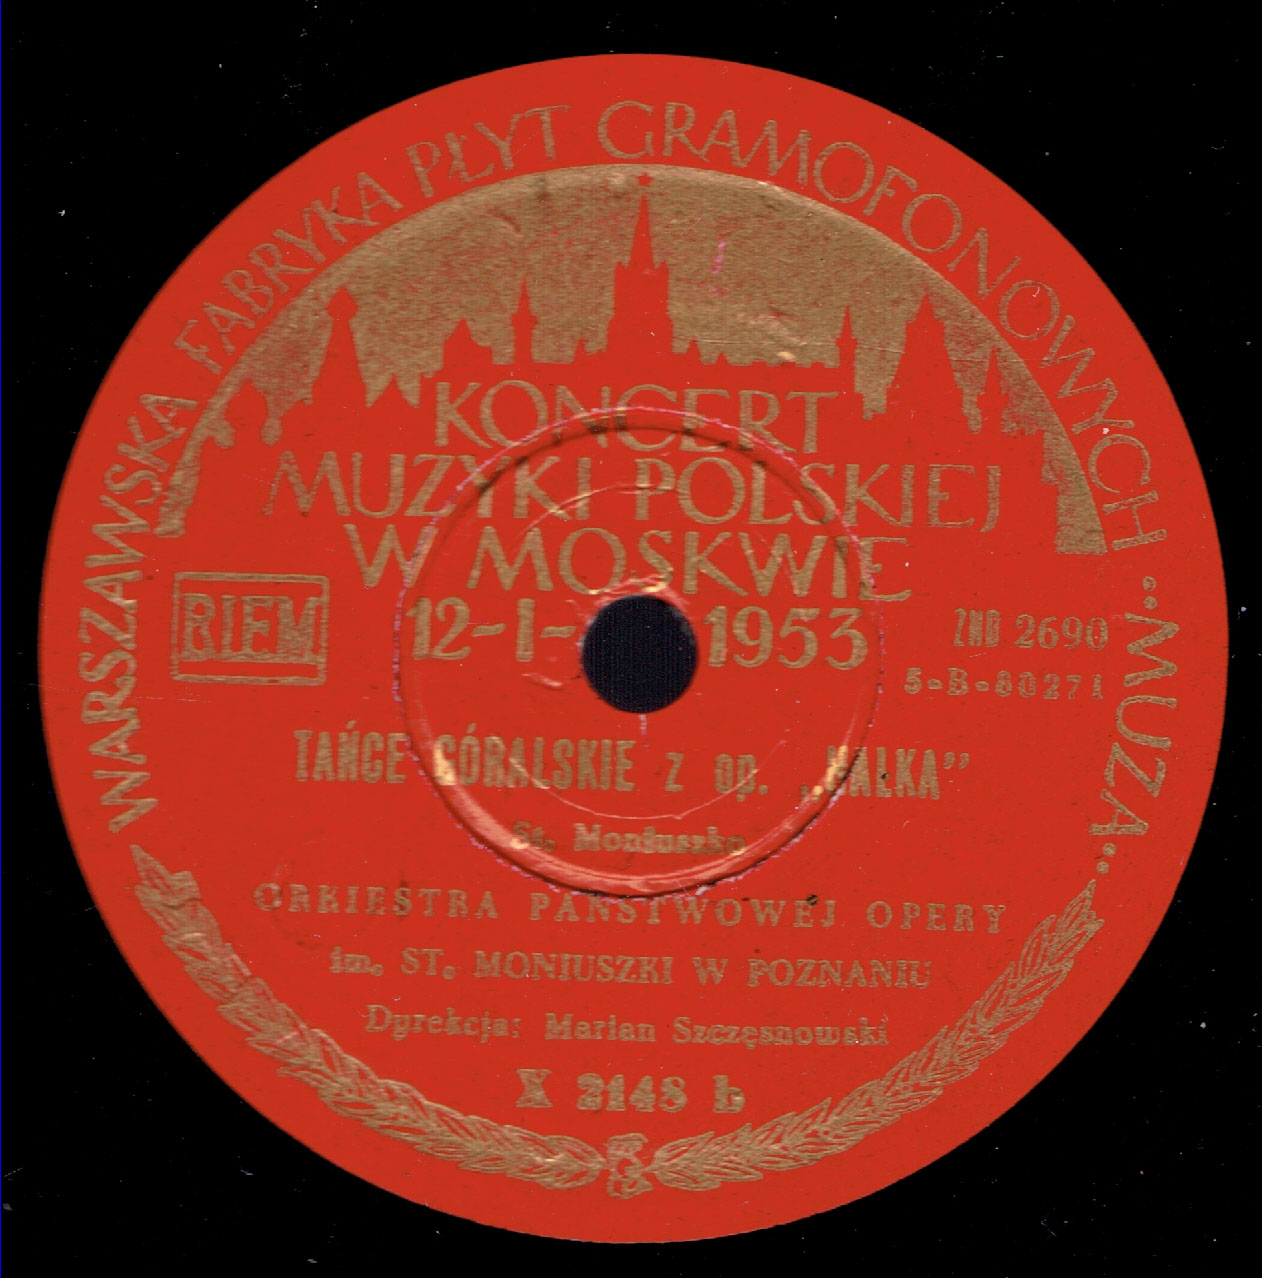 WARSZAWSKA FABRYKA PŁYT GRAMOFONOWYCH „MUZA”
KONCERT
MUZYKI POLSKIEJ
W MOSKWIE
12-I-1953
BIEM
ZND 2690
5-B-80271
TAŃCE GÓRALSKIE z op. „HALKA”
St. Moniuszko
ORKIESTRA PAŃSTWOWEJ OPERY
im. ST. MONIUSZKI W POZNANIU
Dyrekcja: Marian Szczęsnowski
X 2148 b